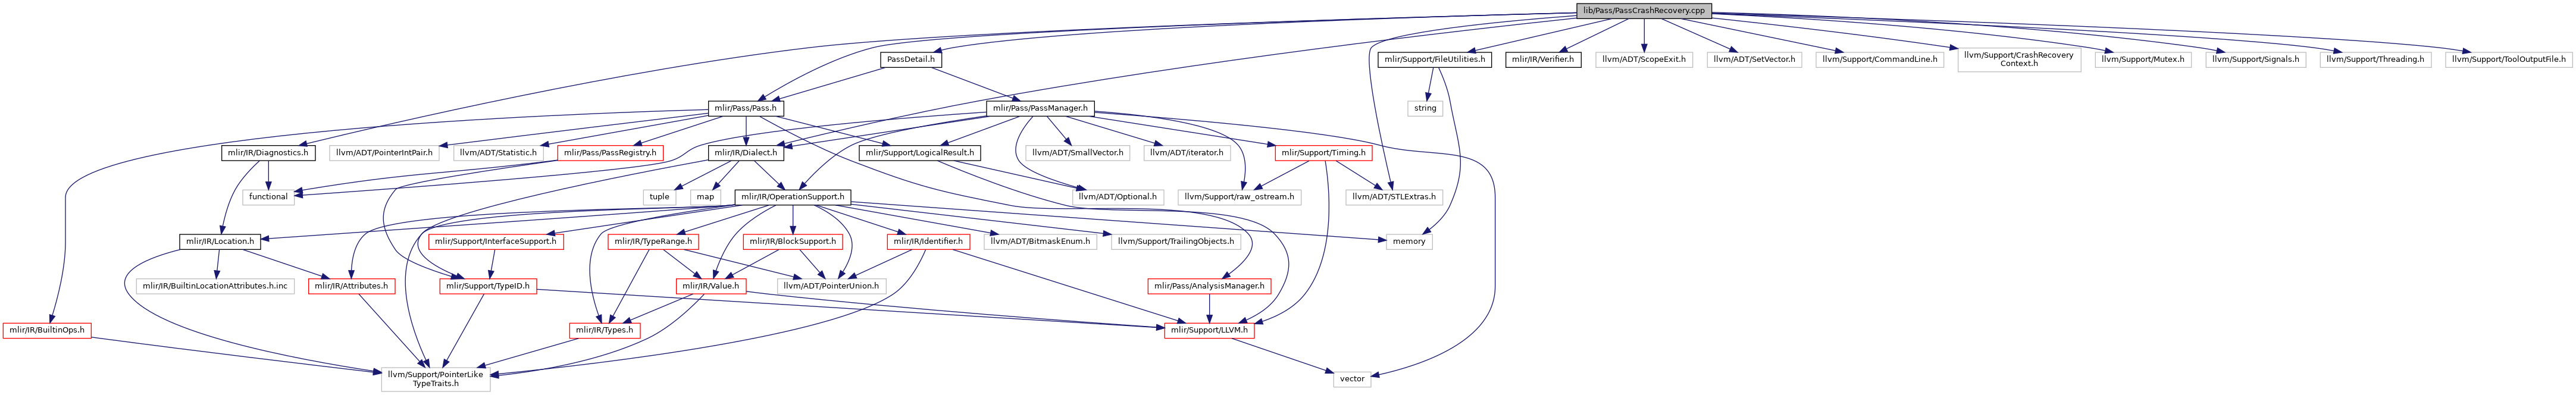 lib/Pass/PassCrashRecovery.cpp
PassDetail.h
mlir/Support/FileUtilities.h
mlir/IR/Verifier.h
llvm/ADT/ScopeExit.h
llvm/ADT/SetVector.h
llvm/Support/CommandLine.h
llvm/Support/CrashRecovery
Context.h
llvm/Support/Mutex.h
llvm/Support/Signals.h
llvm/Support/Threading.h
llvm/Support/ToolOutputFile.h
mlir/Pass/Pass.h
mlir/Pass/PassManager.h
string
mlir/IR/Diagnostics.h
llvm/ADT/PointerIntPair.h
llvm/ADT/Statistic.h
mlir/Pass/PassRegistry.h
mlir/IR/Dialect.h
mlir/Support/LogicalResult.h
llvm/ADT/SmallVector.h
llvm/ADT/iterator.h
mlir/Support/Timing.h
functional
tuple
map
mlir/IR/OperationSupport.h
llvm/ADT/Optional.h
llvm/Support/raw_ostream.h
llvm/ADT/STLExtras.h
mlir/IR/Location.h
mlir/Support/InterfaceSupport.h
mlir/IR/TypeRange.h
mlir/IR/BlockSupport.h
mlir/IR/Identifier.h
llvm/ADT/BitmaskEnum.h
llvm/Support/TrailingObjects.h
memory
mlir/IR/BuiltinLocationAttributes.h.inc
mlir/IR/Attributes.h
mlir/Support/TypeID.h
mlir/IR/Value.h
llvm/ADT/PointerUnion.h
mlir/Pass/AnalysisManager.h
mlir/IR/BuiltinOps.h
mlir/IR/Types.h
mlir/Support/LLVM.h
llvm/Support/PointerLike
TypeTraits.h
vector